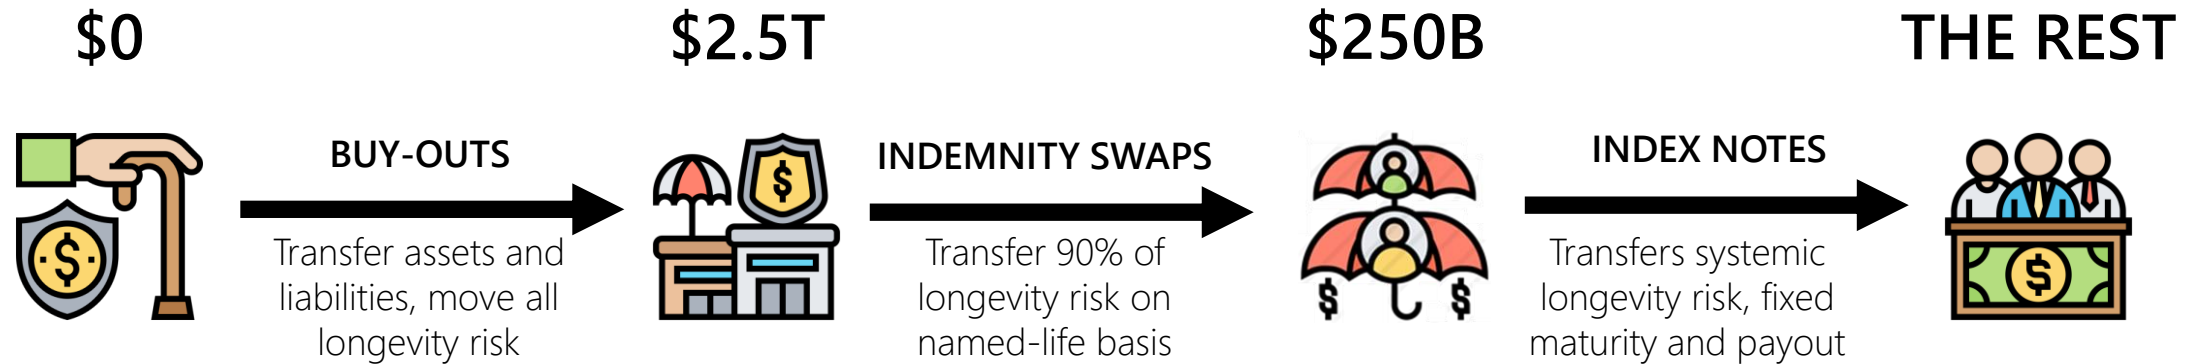 $0
$2.5T
$250B
THE REST
BUY-OUTS
Transfer assets and
liabilities, move all
longevity risk
INDEMNITY SWAPS
Transfer 90% of
longevity risk on
named-life basis
INDEX NOTES
Transfers systemic
longevity risk, fixed
maturity and payout
$
$
$
$
$